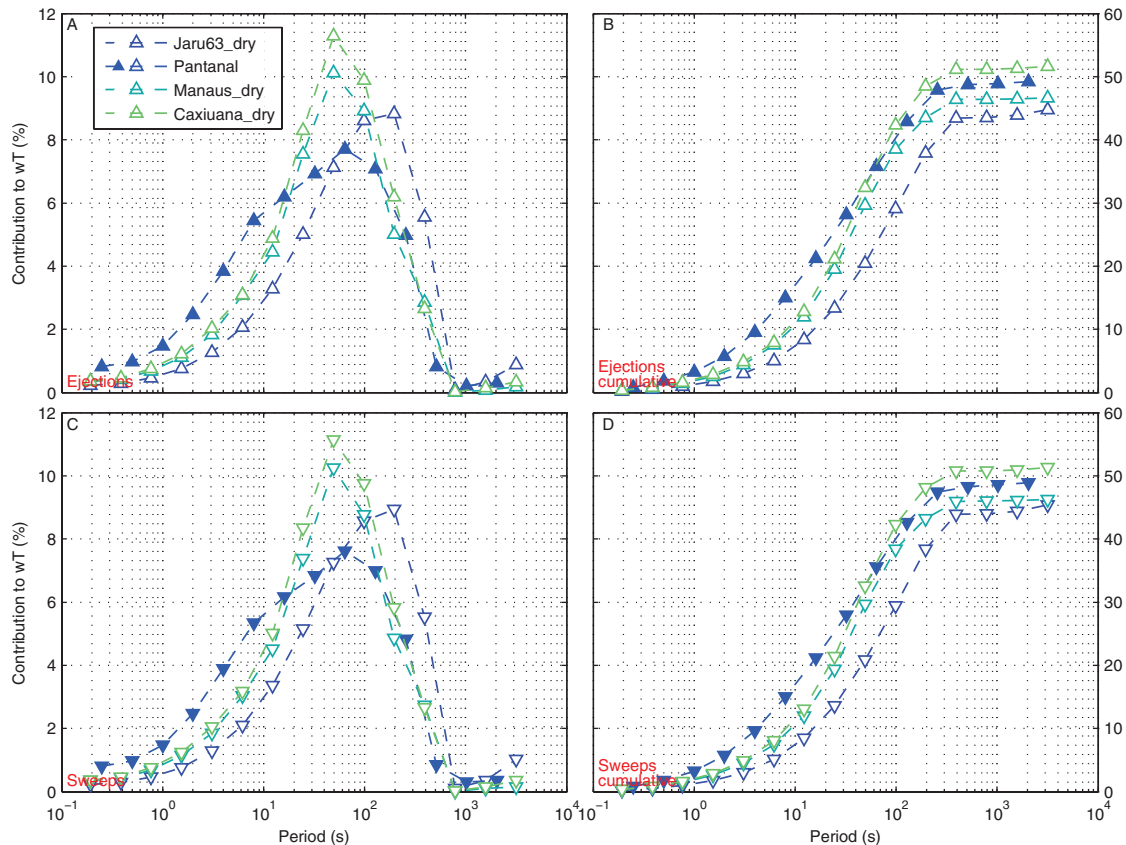 A
12
10
8
6
4
2
0
Contribution to wT (%)
Jaru63_dry
Pantanal
Manaus_dry
Caxiuana_dry
Ejections
B
60
50
40
30
20
10
0
Ejections
cumulative
C
12
10
8
6
4
2
0
Contribution to wT (%)
Sweeps
10−1
100
101
102
103
104
Period (s)
D
60
50
40
30
20
10
0
Sweeps
cumulative
10−1
100
101
102
103
104
Period (s)